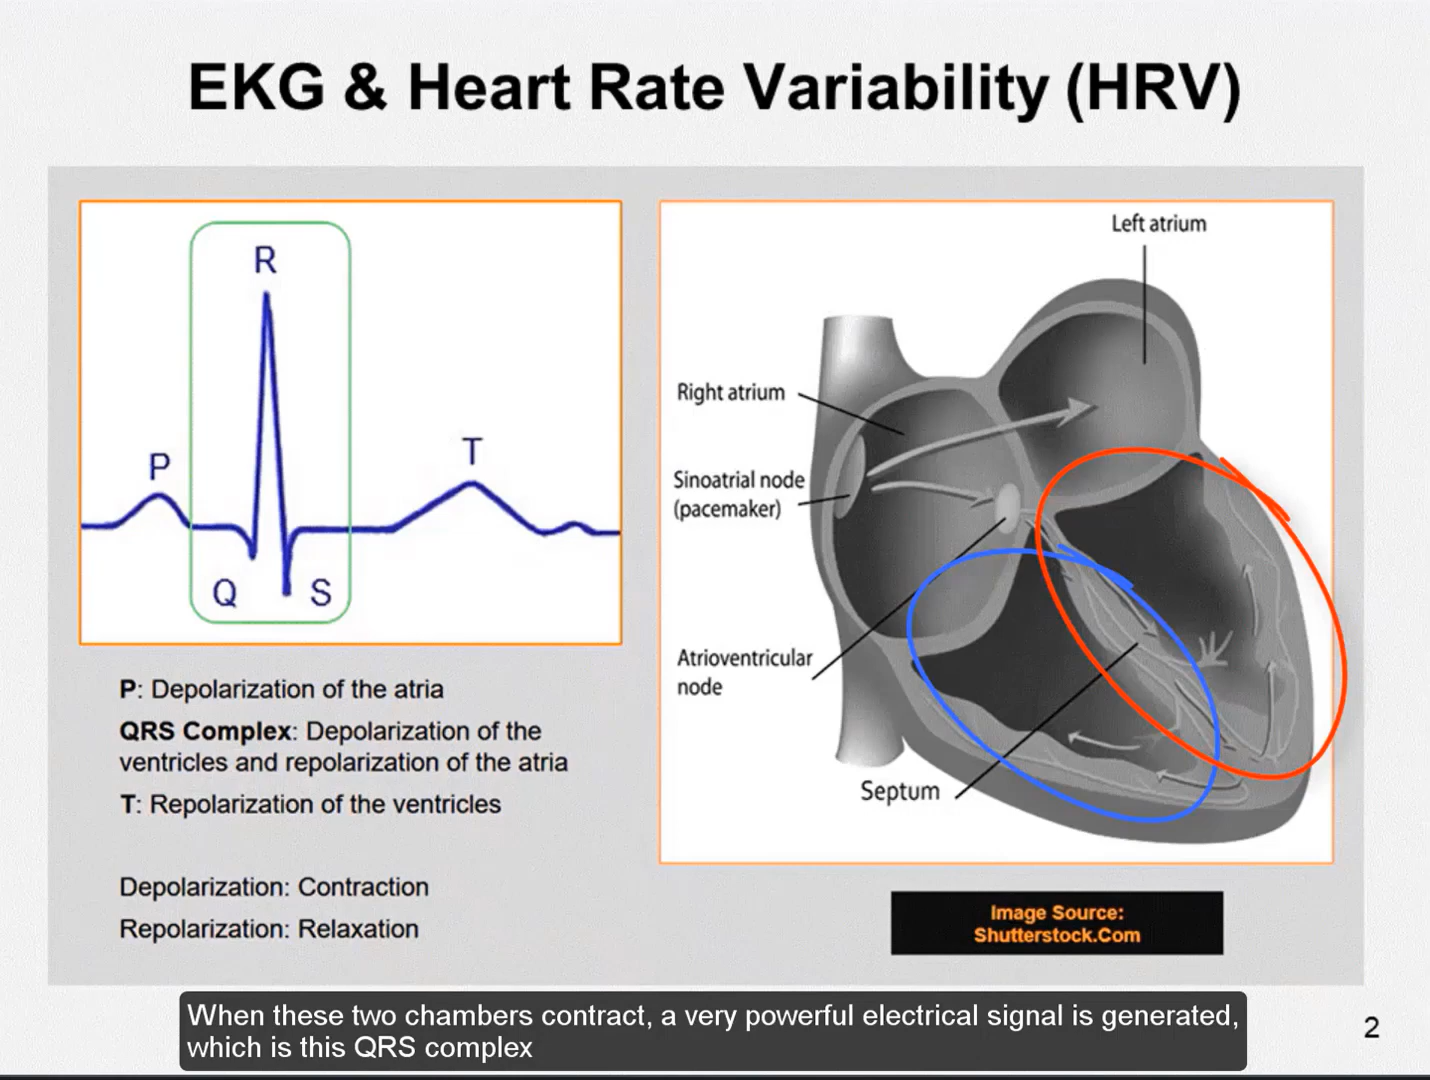 EKG & Heart Rate Variability (HRV)
R
P
T
Q
S
P: Depolarization of the atria
QRS Complex: Depolarization of the
ventricles and repolarization of the atria
T: Repolarization of the ventricles
Depolarization: Contraction
Repolarization: Relaxation
Left atrium
Right atrium
Sinoatrial node
(pacemaker)
Atrioventricular
node
Septum
Image Source:
Shutterstock.Com
When these two chambers contract, a very powerful electrical signal is generated,
which is this QRS complex
2